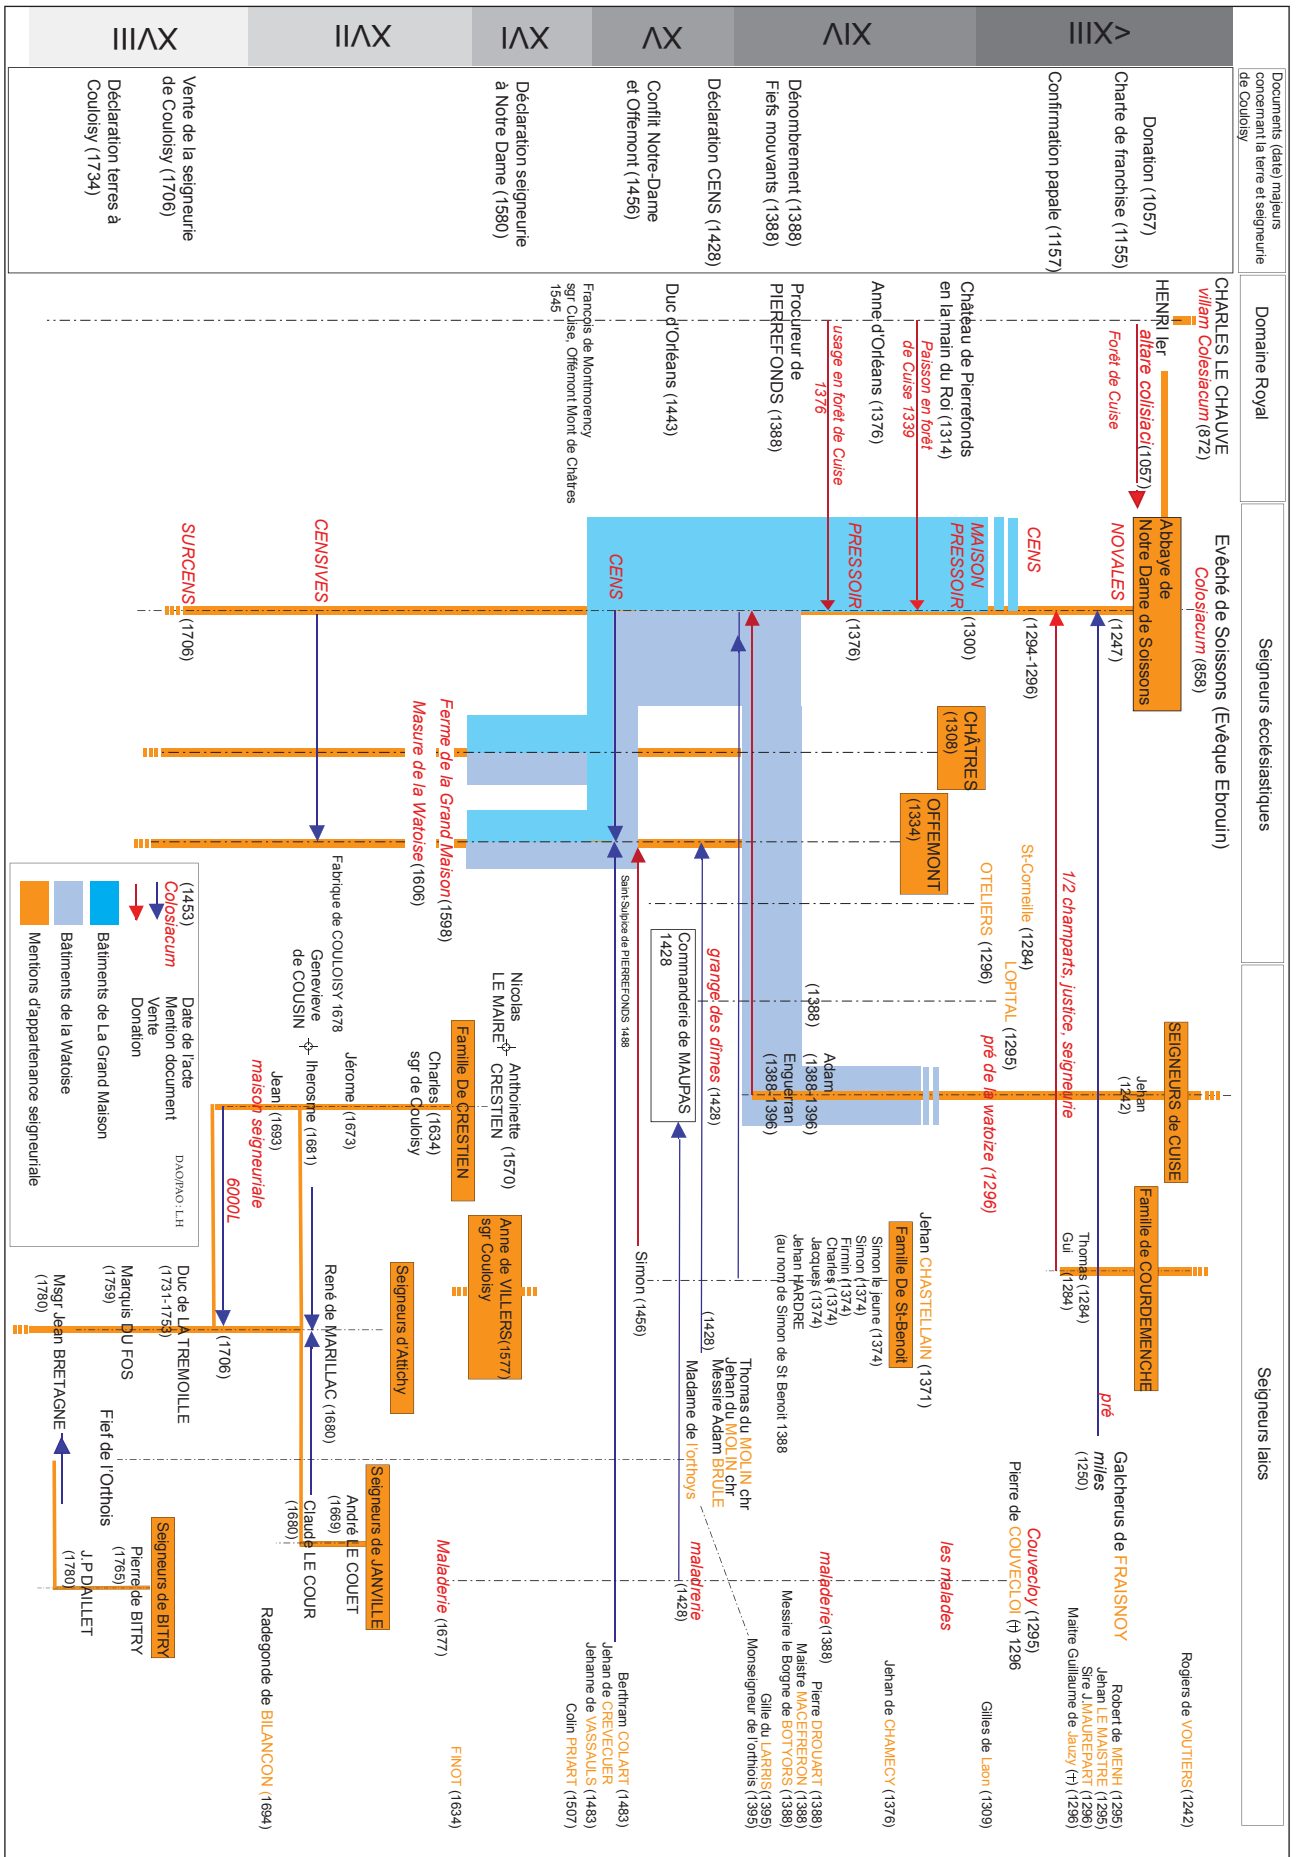 <XIII
XIV
XV
XVI
XVII
XVIII
Documents (date) majeurs
concernant la terre et seigneurie
de Couloisy
Donation (1057)
Charte de franchise (1155)
Confirmation papale (1157)
Dénombrement (1388)
Fiefs mouvants (1388)
Déclaration CENS (1428)
Conflit Notre-Dame
et Offemont (1456)
Déclaration seigneurie
à Notre Dame (1580)
Vente de la seigneurie
de Couloisy (1706)
Déclaration terres à
Couloisy (1734)
Domaine Royal
CHARLES LE CHAUVE
villam Colesiacum (872)
HENRI Ier
altare colisiaci (1057)
Forêt de Cuise
Château de Pierrefonds
en la main du Roi (1314)
Paisson en forêt
de Cuise 1339
Anne d'Orléans (1376)
usage en forêt de Cuise
1376
Procureur de
PIERREFONDS (1388)
Duc d'Orléans (1443)
Francois de Montmorency
sgr Cuise, Offémont Mont de Châtres
1545
Seigneurs écclésiastiques
Evêché de Soissons (Evêque Ebrouin)
Colosiacum (858)
Abbaye de
Notre Dame de Soissons
NOVALES (1247)
CENS (1294-1296)
MAISON
PRESSOIR (1300)
PRESSOIR (1376)
CENS
CENSIVES
SURCENS (1706)
CHÂTRES
(1308)
OFFEMONT
(1334)
St-Corneille (1284)
OTELIERS (1296)
LOPITAL (1295)
(1388)
grange des dîmes (1428)
Commanderie de MAUPAS
1428
Saint-Sulpice de PIERREFONDS 1488
Ferme de la Grand Maison (1598)
Masure de la Watoise (1606)
Fabrique de COULOISY 1678
Seigneurs laics
SEIGNEURS de CUISE
Jehan
(1242)
1/2 champarts, justice, seigneurie
pré de la watoize (1296)
Adam
(1388-1396)
Enguerran
(1388-1396)
Famille de COURDEMENCHE
Thomas (1284)
Gui (1284)
pré
Galcherus de FRAISNOY
miles
(1250)
Jehan CHASTELLAIN (1371)
Famille De St-Benoit
Simon le jeune (1374)
Simon (1374)
Firmin (1374)
Charles (1374)
Jacques (1374)
Jehan HARDRE
(au nom de Simon de St Benoit 1388
Thomas du MOLIN chr
Jehan du MOLIN chr
Messire Adam BRULE
(1428)
Madame de l'orthoys
Simon (1456)
Nicolas
LE MAIRE
Anthoinette (1570)
CRESTIEN
Anne de VILLERS(1577)
sgr Couloisy
Famille De CRESTIEN
Charles (1634)
sgr de Couloisy
Jérome (1673)
Genevieve
de COUSIN
Iherosme (1681)
Jean (1693)
maison seigneuriale
6000L
Seigneurs d'Attichy
René de MARILLAC (1680)
(1706)
Duc de LA TREMOILLE
(1731-1753)
Marquis DU FOS
(1759)
Msgr Jean BRETAGNE
(1780)
Seigneurs de JANVILLE
André LE COUET
(1669)
Claude LE COUR
(1680)
Fief de l'Orthois
Seigneurs de BITRY
Pierre de BITRY
(1765)
J.P DAILLET
(1780)
Couvecloy (1295)
Pierre de COUVECLOI (+) 1296
les malades
maladerie(1388)
maladrerie
(1428)
Maladerie (1677)
Rogiers de VOUTIERS(1242)
Robert de MENH (1295)
Jehan LE MAISTRE (1295)
Sire J.MAUREPART (1296)
Maitre Guillaume de Jauzy (+) (1296)
Gilles de Laon (1309)
Jehan de CHAMECY (1376)
Pierre DROUART (1388)
Maistre MACEFRERON (1388)
Messire le Borgne de BOTYORS (1388)
Gille du LARRIS(1395)
Monseigneur de l'orthiois (1395)
Berthram COLART (1483)
Jehan de CREVECUER
Jehanne de VASSAULS (1483)
Colin PRIART (1507)
FINOT (1634)
Radegonde de BILANCON (1694)
(1453) Date de l'acte
Colosiacum Mention document
Vente
Donation
Bâtiments de La Grand Maison
Bâtiments de la Watoise
Mentions d'appartenance seigneuriale
DAO/PAO : L.H